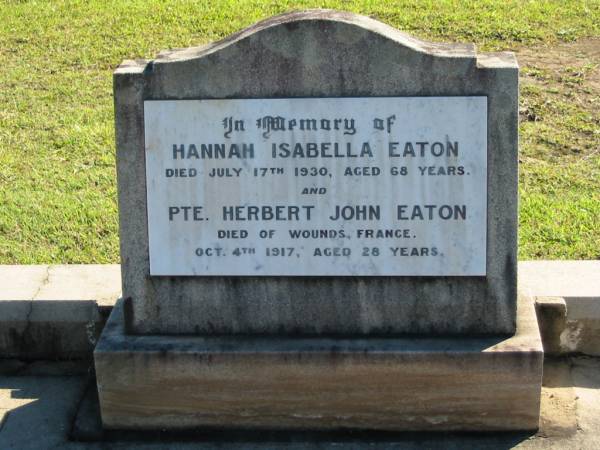 In Memory of
HANNAH ISABELLA EATON
DIED JULY 17TH 1930, AGED 68 YEARS.
AND
PTE. HERBERT JOHN EATON
DIED OF WOUNDS, FRANCE.
OCT. 4TH 1917, AGED 28 YEARS.